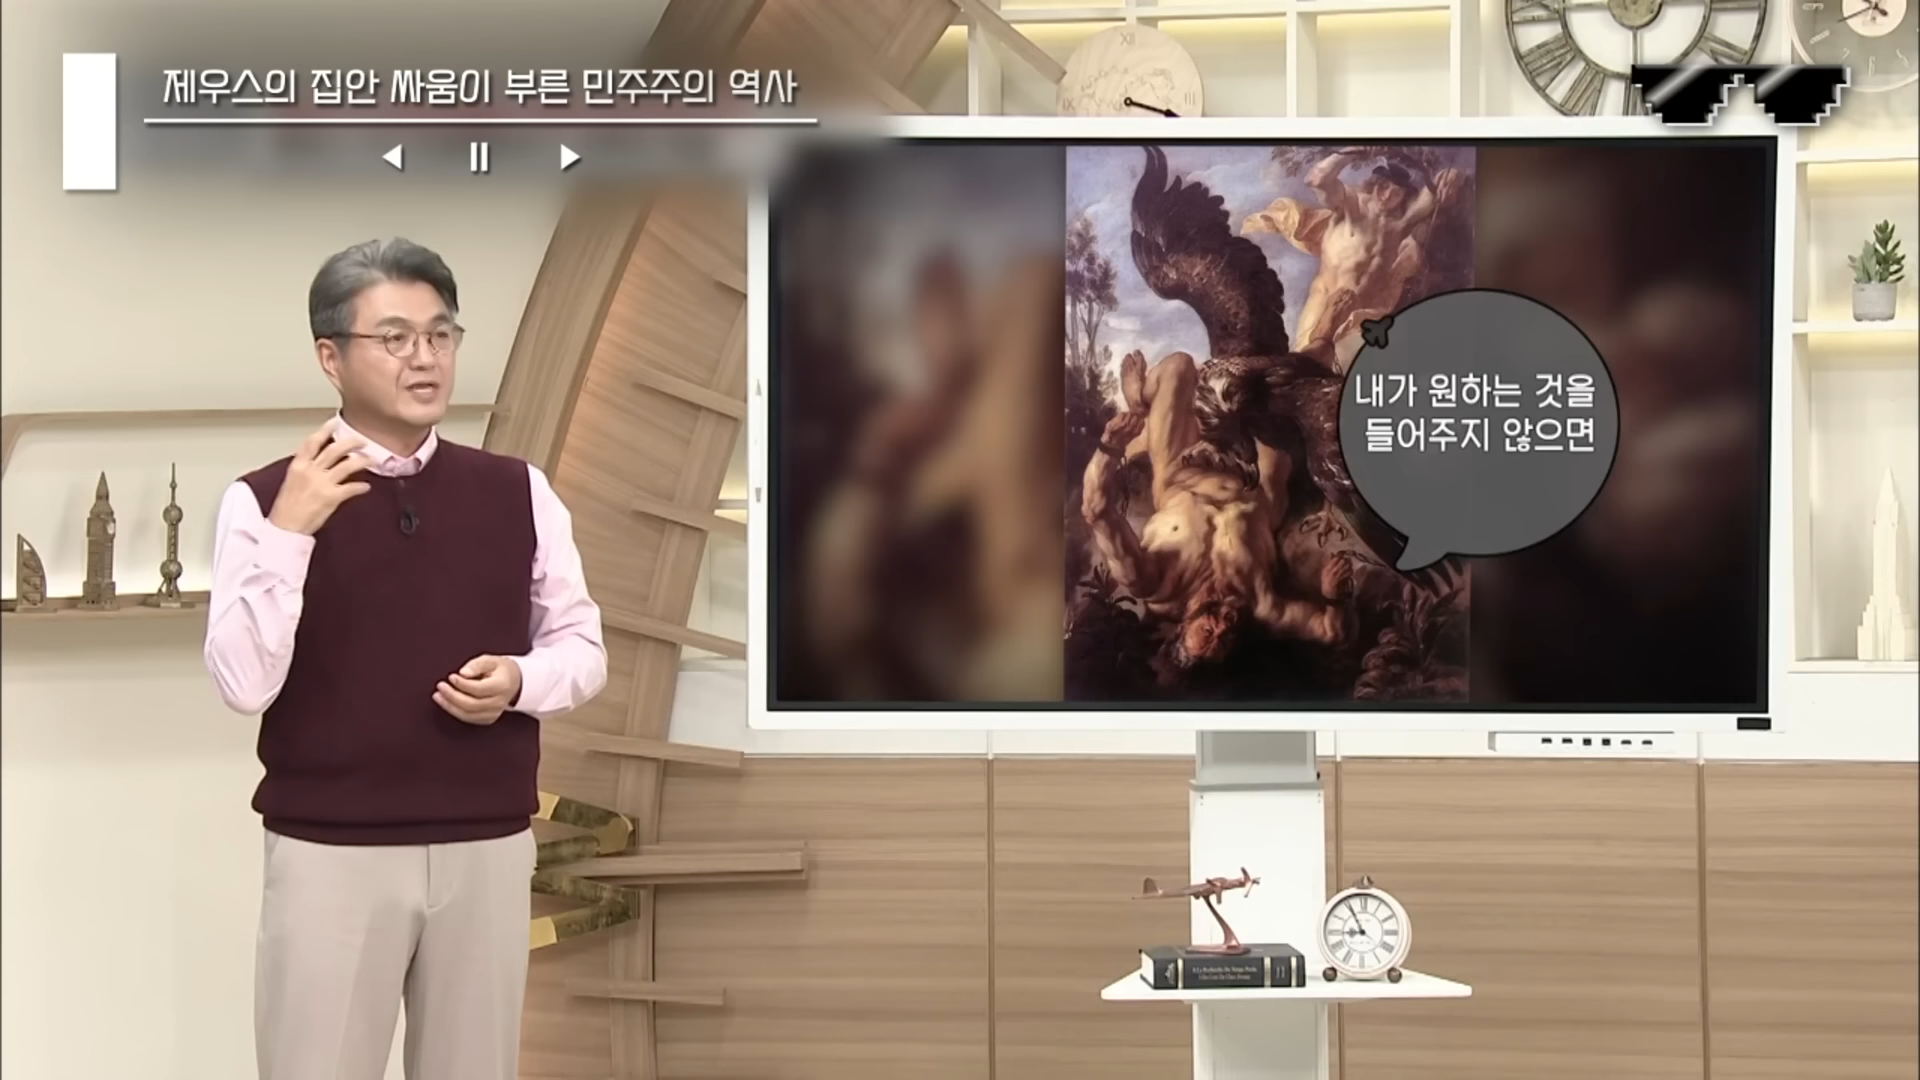 제우스의 집안 싸움이 부른 민주주의 역사
내가 원하는 것을
들어주지 않으면